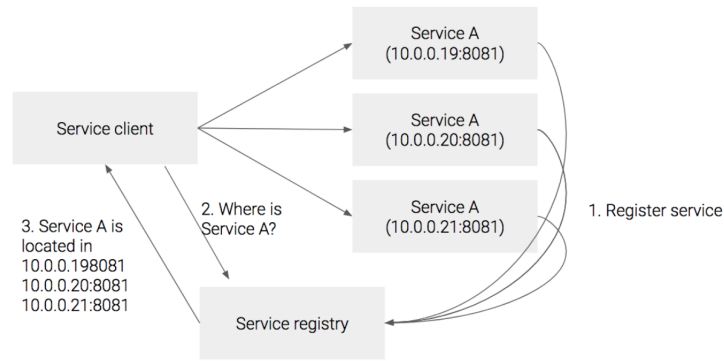 Service A
(10.0.0.19:8081)
Service client
Service A
(10.0.0.20:8081)
Service A
(10.0.0.21:8081)
1. Register service
2. Where is
Service A?
3. Service A is
located in
10.0.0.198081
10.0.0.20:8081
10.0.0.21:8081
Service registry